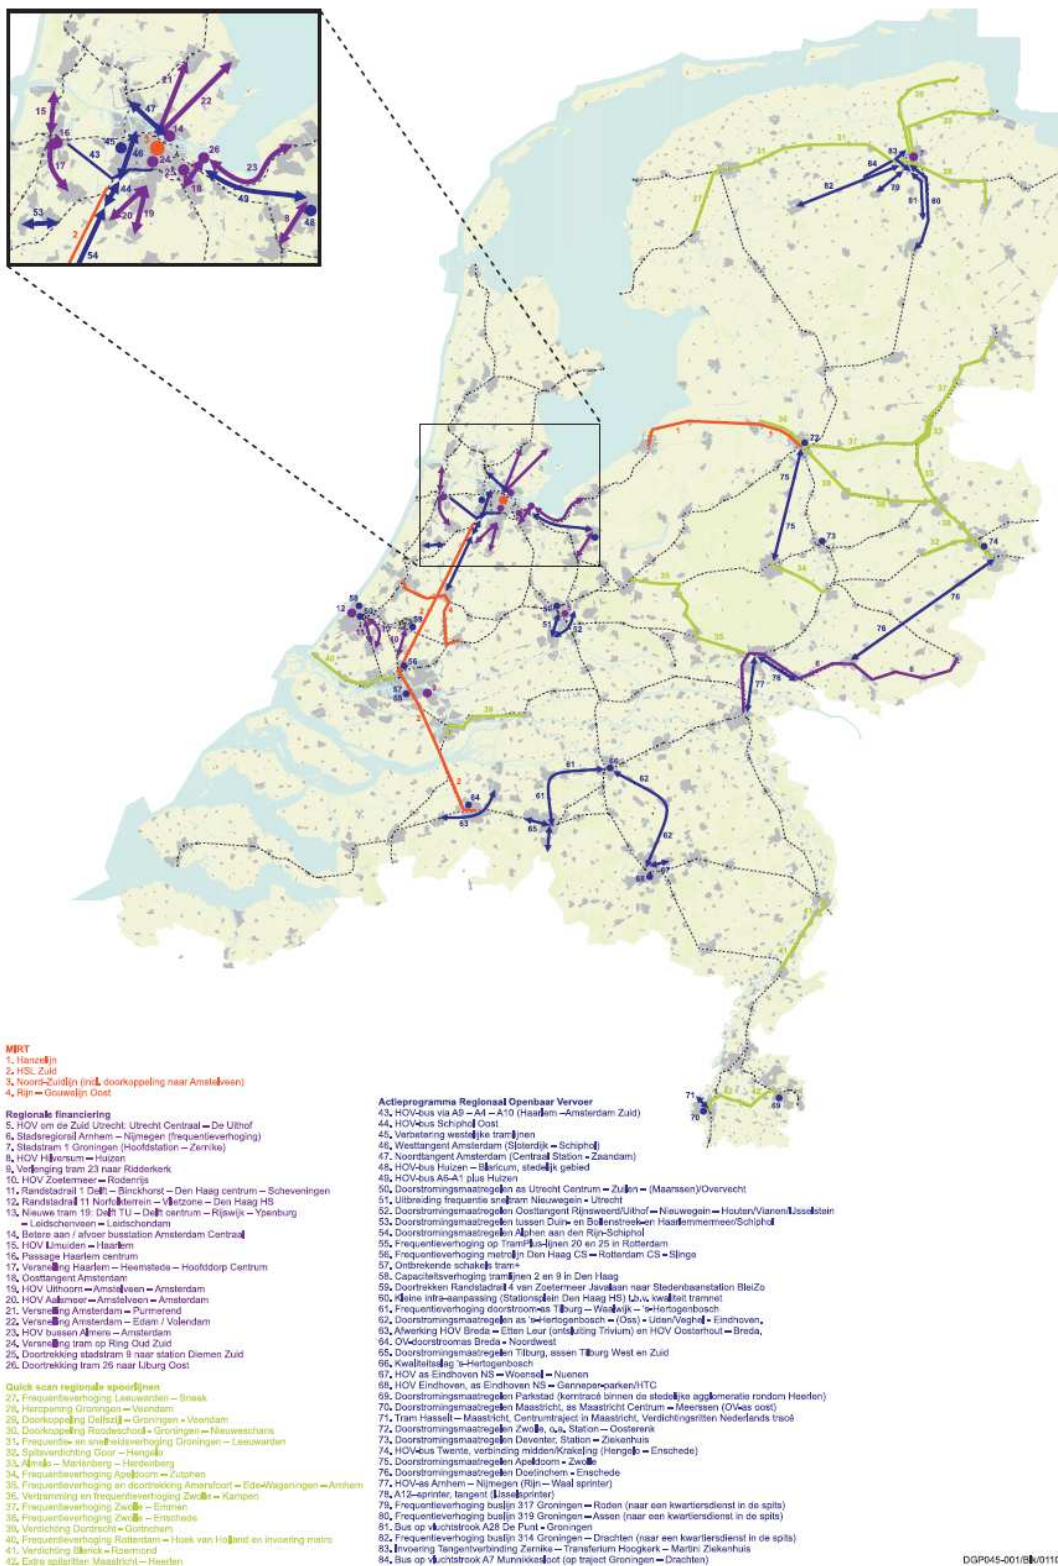 MIRT
1. Hanzelijn
2. HSL Zuid
3. Noord-Zuidlijn (incl. doorkoppeling naar Amstelveen)
4. Rijn – Gouwelijn Oost
Regionale financiering
5. HOV om de Zuid Utrecht: Utrecht Centraal – De Uithof
6. Stadsregiorail Arnhem – Nijmegen (frequentieverhoging)
7. Stadstram 1 Groningen (Hoofdstation – Zernike)
8. HOV Hilversum – Huizen
9. Verlenging tram 23 naar Ridderkerk
10. HOV Zoetermeer – Rodenrijs
11. Randstadrail 1 Delft – Binckhorst – Den Haag centrum – Scheveningen
12. Randstadrail 11 Norfolkterrein – Vlietzone – Den Haag HS
13. Nieuwe tram 19: Delft TU – Delft centrum – Rijswijk – Ypenburg
– Leidschenveen – Leidschendam
14. Betere aan / afvoer busstation Amsterdam Centraal
15. HOV IJmuiden – Haarlem
16. Passage Haarlem centrum
17. Versnelling Haarlem – Heemstede – Hoofddorp Centrum
18. Oosttangent Amsterdam
19. HOV Uithoorn – Amstelveen – Amsterdam
20. HOV Aalsmeer – Amstelveen – Amsterdam
21. Versnelling Amsterdam – Purmerend
22. Versnelling Amsterdam – Edam / Volendam
23. HOV bussen Almere – Amsterdam
24. Versnelling tram op Ring Oud Zuid
25. Doortrekking stadstram 9 naar station Diemen Zuid
26. Doortrekking tram 26 naar IJburg Oost
Quick scan regionale spoorlijnen
27. Frequentieverhoging Leeuwarden – Sneek
28. Heropening Groningen – Veendam
29. Doorkoppeling Delfzijl – Groningen – Veendam
30. Doorkoppeling Roodeschool – Groningen – Nieuweschans
31. Frequentie- en snelheidsverhoging Groningen – Leeuwarden
32. Spitsverdichting Goor – Hengelo
33. Almelo – Mariënberg – Hardenberg
34. Frequentieverhoging Apeldoorn – Zutphen
35. Frequentieverhoging en doortrekking Amersfoort – Ede-Wageningen – Arnhem
36. Vertramming en frequentieverhoging Zwolle – Kampen
37. Frequentieverhoging Zwolle – Emmen
38. Frequentieverhoging Zwolle – Enschede
39. Verdichting Dordrecht – Gorinchem
40. Frequentieverhoging Rotterdam – Hoek van Holland en invoering metro
41. Verdichting Blerick – Roermond
42. Extra spitsritten Maastricht – Heerlen
Actieprogramma Regionaal Openbaar Vervoer
43. HOV-bus via A9 – A4 – A10 (Haarlem – Amsterdam Zuid)
44. HOV-bus Schiphol Oost
45. Verbetering westelijke tramlijnen
46. Westtangent Amsterdam (Sloterdijk – Schiphol)
47. Noordtangent Amsterdam (Centraal Station - Zaandam)
48. HOV-bus Huizen – Blaricum, stedelijk gebied
49. HOV-bus A6-A1 plus Huizen
50. Doorstromingsmaatregelen as Utrecht Centrum – Zuilen – (Maarssen)/Overvecht
51. Uitbreiding frequentie sneltram Nieuwegein - Utrecht
52. Doorstromingsmaatregelen Oosttangent Rijnsweerd/Uithof – Nieuwegein – Houten/Vianen/IJsselstein
53. Doorstromingsmaatregelen tussen Duin- en Bollenstreek en Haarlemmermeer/Schiphol
54. Doorstromingsmaatregelen Alphen aan den Rijn-Schiphol
55. Frequentieverhoging op TramPlus-lijnen 20 en 25 in Rotterdam
56. Frequentieverhoging metrolijn Den Haag CS – Rotterdam CS – Slinge
57. Ontbrekende schakels tram+
58. Capaciteitsverhoging tramlijnen 2 en 9 in Den Haag
59. Doortrekken Randstadrail 4 van Zoetermeer Javalaan naar Stedenbaanstation BleiZo
60. Kleine infra-aanpassing (Stationsplein Den Haag HS) t.b.v. kwaliteit tramnet
61. Frequentieverhoging doorstroom-as Tilburg – Waalwijk – 's-Hertogenbosch
62. Doorstromingsmaatregelen as 's-Hertogenbosch – (Oss) - Uden/Veghel - Eindhoven.
63. Afwerking HOV Breda – Etten Leur (ontsluiting Trivium) en HOV Oosterhout – Breda.
64. OV-doorstroomas Breda - Noordwest
65. Doorstromingsmaatregelen Tilburg, assen Tilburg West en Zuid
66. Kwaliteitsslag 's-Hertogenbosch
67. HOV as Eindhoven NS – Woensel – Nuenen
68. HOV Eindhoven, as Eindhoven NS – Genneper-parken/HTC
69. Doorstromingsmaatregelen Parkstad (kerntracé binnen de stedelijke agglomeratie rondom Heerlen)
70. Doorstromingsmaatregelen Maastricht, as Maastricht Centrum – Meerssen (OV-as oost)
71. Tram Hasselt – Maastricht, Centrumtraject in Maastricht, Verdichtingsritten Nederlands tracé
72. Doorstromingsmaatregelen Zwolle, o.a. Station – Oosterenk
73. Doorstromingsmaatregelen Deventer, Station – Ziekenhuis
74. HOV-bus Twente, verbinding midden/Krakeling (Hengelo – Enschede)
75. Doorstromingsmaatregelen Apeldoorn - Zwolle
76. Doorstromingsmaatregelen Doetinchem - Enschede
77. HOV-as Arnhem – Nijmegen (Rijn – Waal sprinter)
78. A12-sprinter, tangent (IJsselsprinter)
79. Frequentieverhoging buslijn 317 Groningen – Roden (naar een kwartiersdienst in de spits)
80. Frequentieverhoging buslijn 319 Groningen – Assen (naar een kwartiersdienst in de spits)
81. Bus op vluchtstrook A28 De Punt - Groningen
82. Frequentieverhoging buslijn 314 Groningen – Drachten (naar een kwartiersdienst in de spits)
83. Invoering Tangentverbinding Zernike – Transferium Hoogkerk – Martini Ziekenhuis
84. Bus op vluchtstrook A7 Munnikkesloot (op traject Groningen – Drachten)